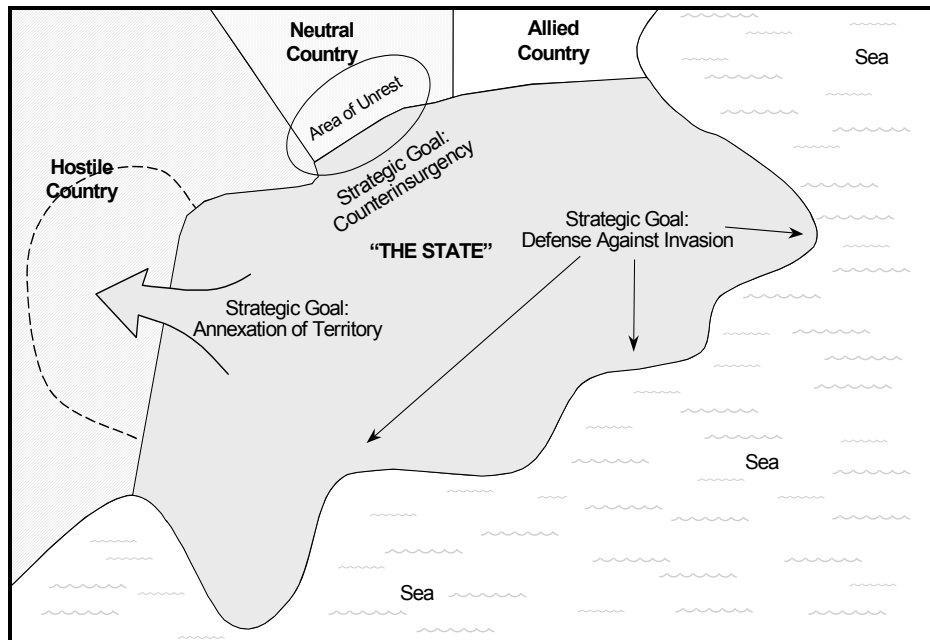 Neutral
Country
Allied
Country
Sea
Area of Unrest
Hostile
Country
Strategic Goal:
Counterinsurgency
Strategic Goal:
Defense Against Invasion
“THE STATE”
Strategic Goal:
Annexation of Territory
Sea
Sea